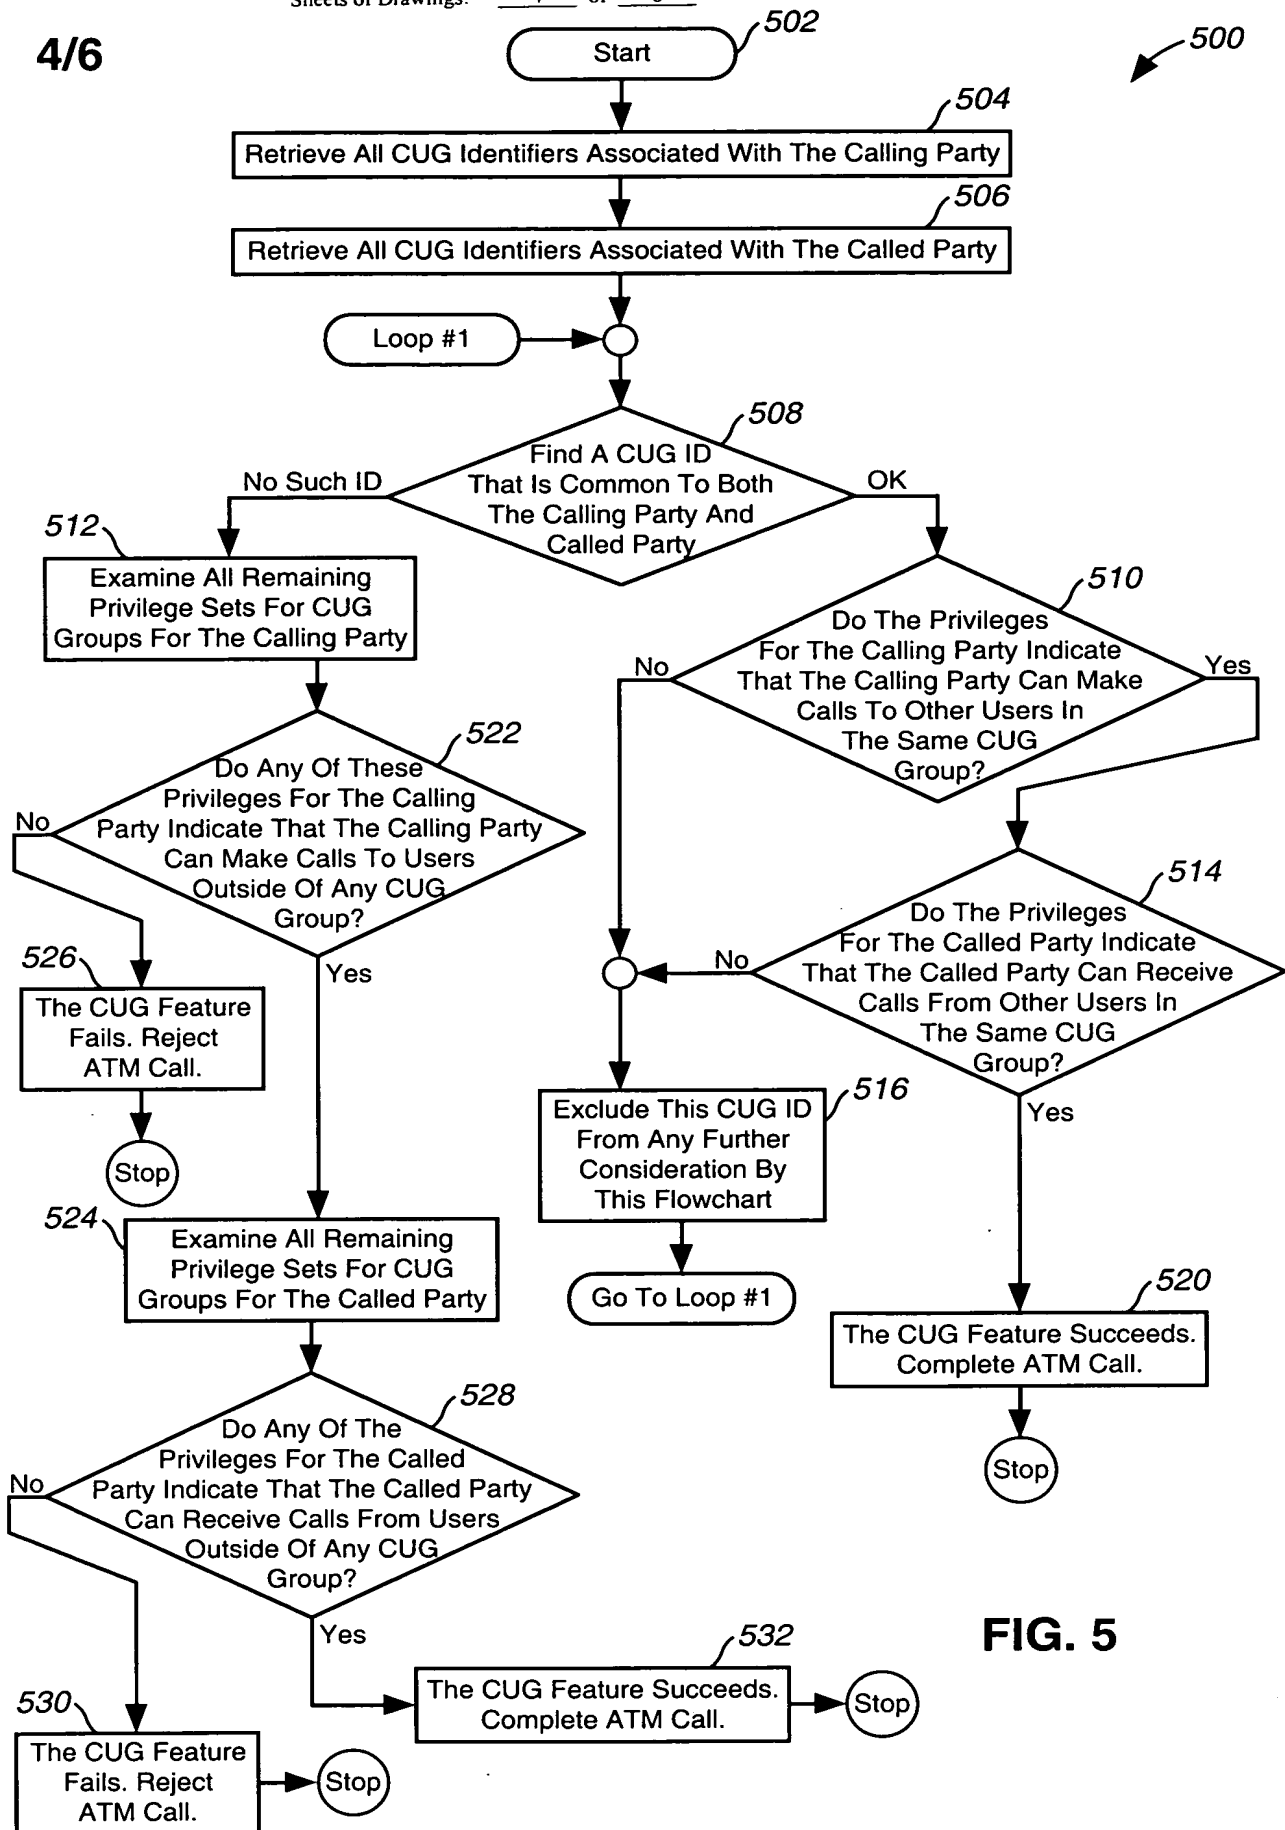 Sheets of Drawings:
4/6
502
Start
500
504
Retrieve All CUG Identifiers Associated With The Calling Party
506
Retrieve All CUG Identifiers Associated With The Called Party
Loop #1
508
Find A CUG ID
That Is Common To Both
The Calling Party And
Called Party
No Such ID
OK
512
Examine All Remaining
Privilege Sets For CUG
Groups For The Calling Party
510
Do The Privileges
For The Calling Party Indicate
That The Calling Party Can Make
Calls To Other Users In
The Same CUG
Group?
No
Yes
522
Do Any Of These
Privileges For The Calling
Party Indicate That The Calling Party
Can Make Calls To Users
Outside Of Any CUG
Group?
No
Yes
514
Do The Privileges
For The Called Party Indicate
That The Called Party Can Receive
Calls From Other Users In
The Same CUG
Group?
No
Yes
526
The CUG Feature
Fails. Reject
ATM Call.
Stop
516
Exclude This CUG ID
From Any Further
Consideration By
This Flowchart
Go To Loop #1
524
Examine All Remaining
Privilege Sets For CUG
Groups For The Called Party
520
The CUG Feature Succeeds.
Complete ATM Call.
Stop
528
Do Any Of The
Privileges For The Called
Party Indicate That The Called Party
Can Receive Calls From Users
Outside Of Any CUG
Group?
No
Yes
532
The CUG Feature Succeeds.
Complete ATM Call.
Stop
530
The CUG Feature
Fails. Reject
ATM Call.
Stop
FIG. 5